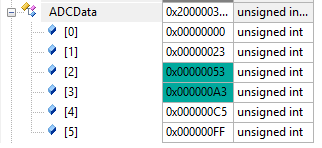 ADCData 0x2000003... unsigned in...
[0] 0x00000000 unsigned int
[1] 0x00000023 unsigned int
[2] 0x00000053 unsigned int
[3] 0x000000A3 unsigned int
[4] 0x000000C5 unsigned int
[5] 0x000000FF unsigned int